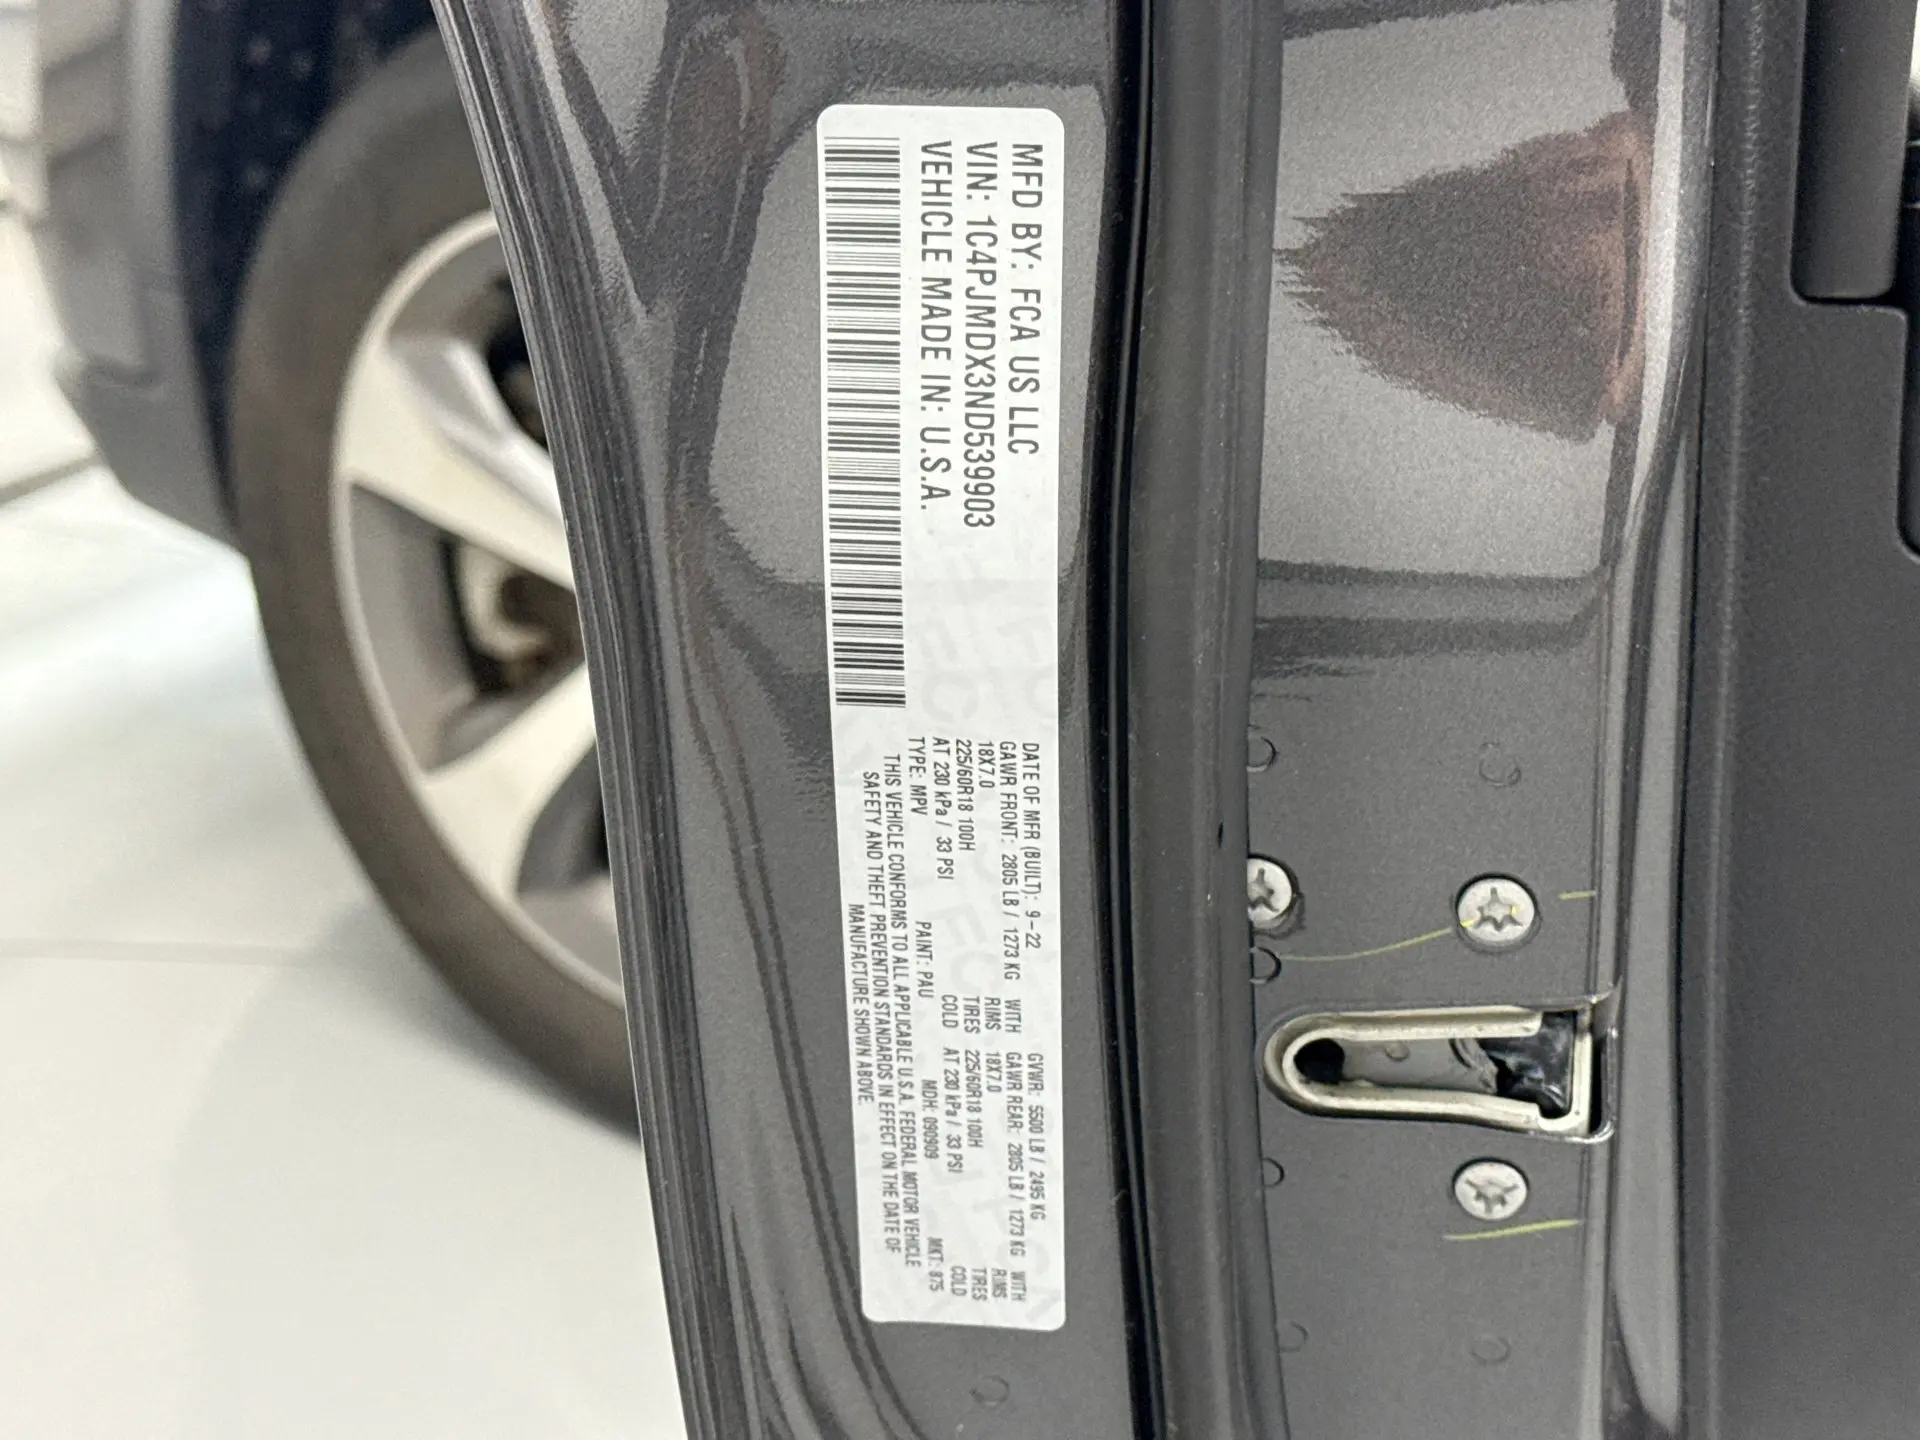 MFD BY: FCA US LLC
VIN: 1C4PJMDX3ND539903
VEHICLE MADE IN: U.S.A.
DATE OF MFR (BUILT): 9-22 GVWR: 5500 LB / 2495 KG
GAWR FRONT: 2805 LB / 1273 KG WITH GAWR REAR: 2805 LB / 1273 KG WITH
18X7.0 RIMS 18X7.0 RIMS
225/60R18 100H TIRES 225/60R18 100H TIRES
AT 230 kPa / 33 PSI COLD AT 230 kPa / 33 PSI COLD
TYPE: MPV PAINT: PAU MDH: 090909 MKT: 875
THIS VEHICLE CONFORMS TO ALL APPLICABLE U.S.A. FEDERAL MOTOR VEHICLE
SAFETY AND THEFT PREVENTION STANDARDS IN EFFECT ON THE DATE OF
MANUFACTURE SHOWN ABOVE.